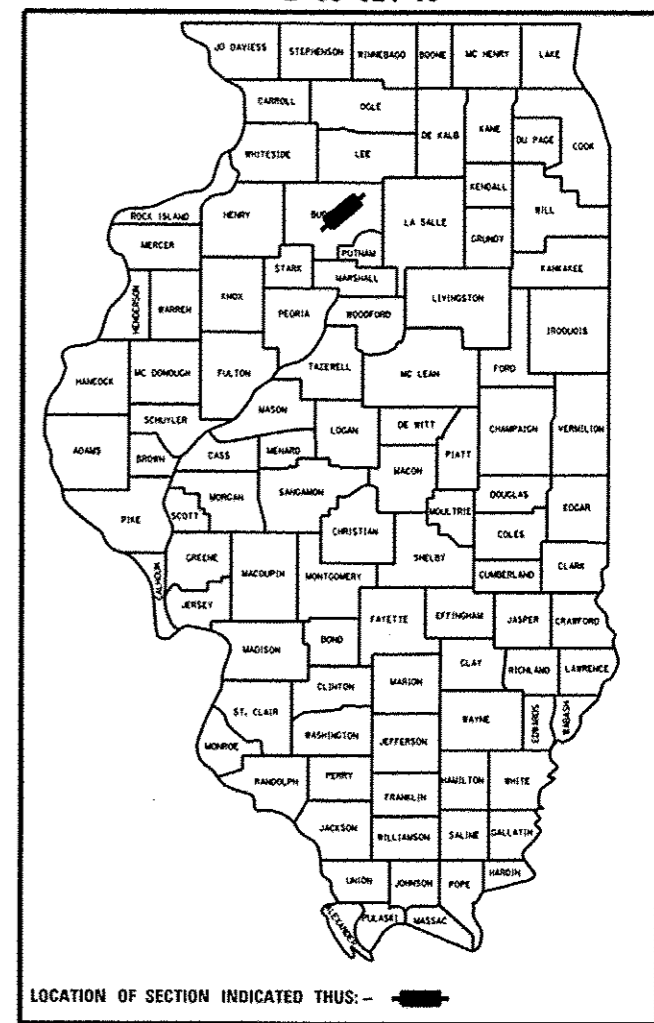 JO DAVIESS STEPHENSON WINNEBAGO BOONE MC HENRY LAKE
CARROLL OGLE DE KALB KANE DU PAGE COOK
WHITESIDE LEE
KENDALL WILL
ROCK ISLAND HENRY BU LA SALLE GRUNDY
MERCER PUTNAM KANKAKEE
STARK MARSHALL
HENDERSON WARREN KNOX PEORIA WOODFORD LIVINGSTON IROQUOIS
HANCOCK MC DONOUGH FULTON TAZEWELL MC LEAN FORD
SCHUYLER MASON LOGAN DE WITT CHAMPAIGN VERMILION
ADAMS BROWN CASS MENARD MACON PIATT
MORGAN SANGAMON DOUGLAS EDGAR
PIKE SCOTT CHRISTIAN MOULTRIE COLES
GREENE MACOUPIN MONTGOMERY SHELBY CUMBERLAND CLARK
CALHOUN JERSEY FAYETTE EFFINGHAM JASPER CRAWFORD
MADISON BOND CLAY RICHLAND LAWRENCE
CLINTON MARION
ST. CLAIR WAYNE EDWARDS WABASH
MONROE WASHINGTON JEFFERSON
RANDOLPH PERRY HAMILTON WHITE
FRANKLIN
JACKSON WILLIAMSON SALINE GALLATIN
UNION JOHNSON POPE HARDIN
ALEXANDER PULASKI MASSAC
LOCATION OF SECTION INDICATED THUS: -